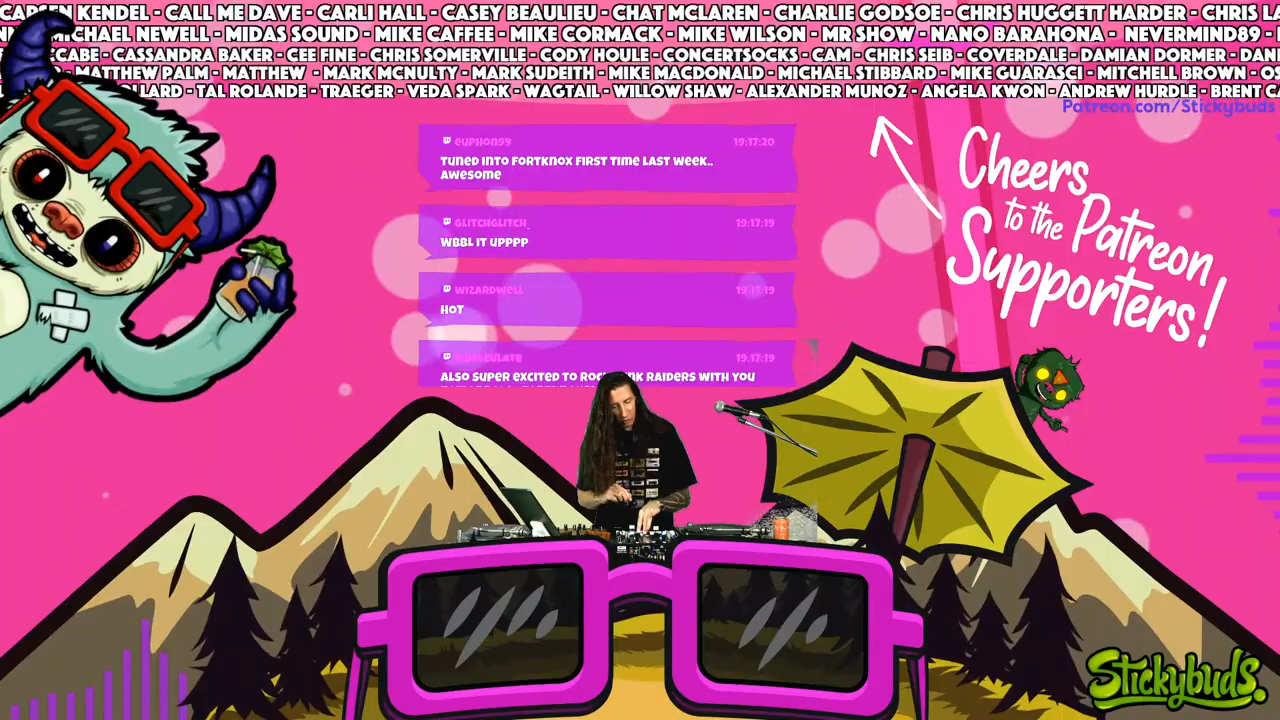 CARSEN KENDEL - CALL ME DAVE - CARLI HALL - CASEY BEAULIEU - CHAT MCLAREN - CHARLIE GODSOE - CHRIS HUGGETT HARDER - CHRIS
MICHAEL NEWELL - MIDAS SOUND - MIKE CAFFEE - MIKE CORMACK - MIKE WILSON - MR SHOW - NANO BARAHONA - NEVERMIND89 -
CASSANDRA BAKER - CEE FINE - CHRIS SOMERVILLE - CODY HOULE - CONCERTSOCKS - CAM - CHRIS SEIB - COVERDALE - DAMIAN DORMER -
MATTHEW PALM - MATTHEW - MARK MCNULTY - MARK SUDEITH - MIKE MACDONALD - MICHAEL STIBBARD - MIKE GUARASCI - MITCHELL BROWN -
TAL ROLANDE - TRAEGER - VEDA SPARK - WAGTAIL - WILLOW SHAW - ALEXANDER MUNOZ - ANGELA KWON - ANDREW HURDLE - BRENT
Patreon.com/Stickybuds
euphon99 19:17:20
TUNED INTO FORTKNOX FIRST TIME LAST WEEK..
AWESOME
GLITCHGLITCH_ 19:17:19
WBBL IT UPPPP
WIZARDWELL 19:17:19
HOT
19:17:19
ALSO SUPER EXCITED TO RAIDERS WITH YOU
Cheers
to the Patreon
Supporters!
Stickybuds.